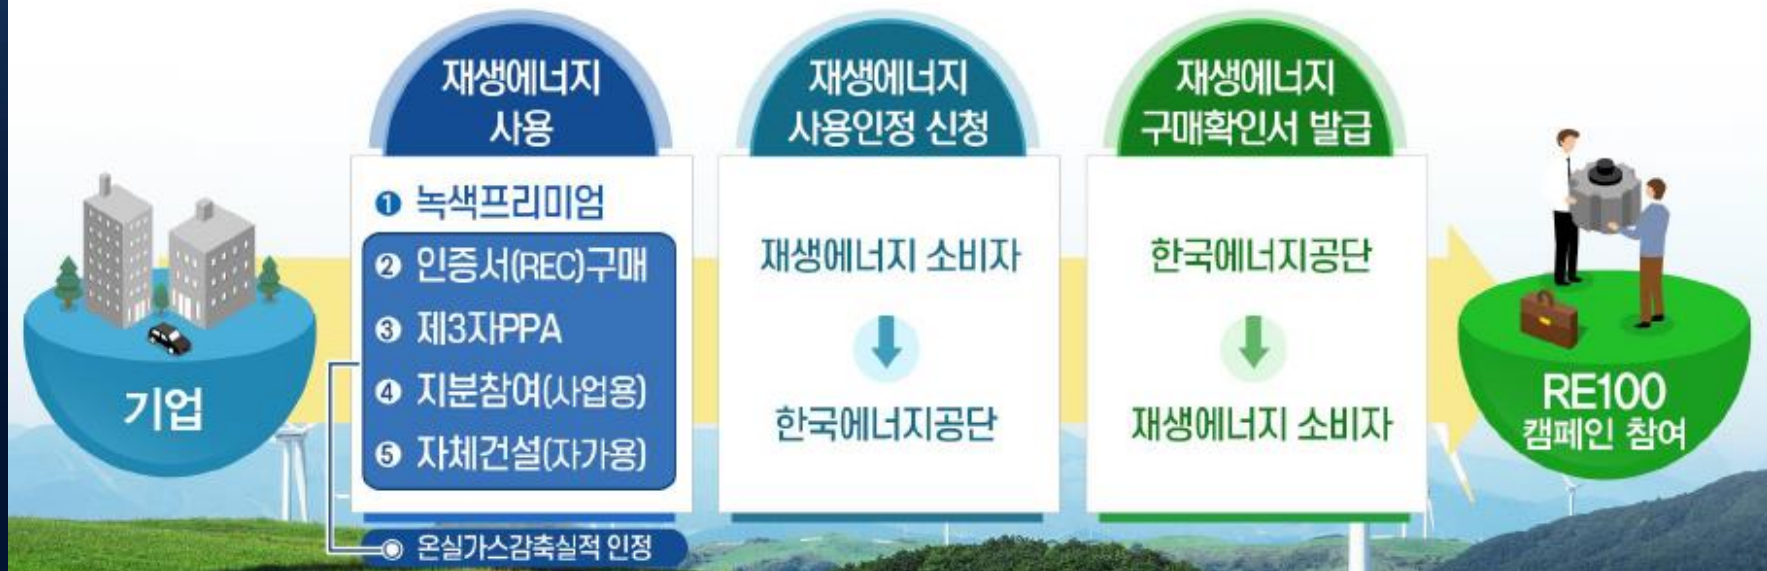 기업
재생에너지
사용
❶ 녹색프리미엄
❷ 인증서(REC)구매
❸ 제3자PPA
❹ 지분참여(사업용)
❺ 자체건설(자가용)
온실가스감축실적 인정
재생에너지
사용인정 신청
재생에너지 소비자
한국에너지공단
재생에너지
구매확인서 발급
한국에너지공단
재생에너지 소비자
RE100
캠페인 참여